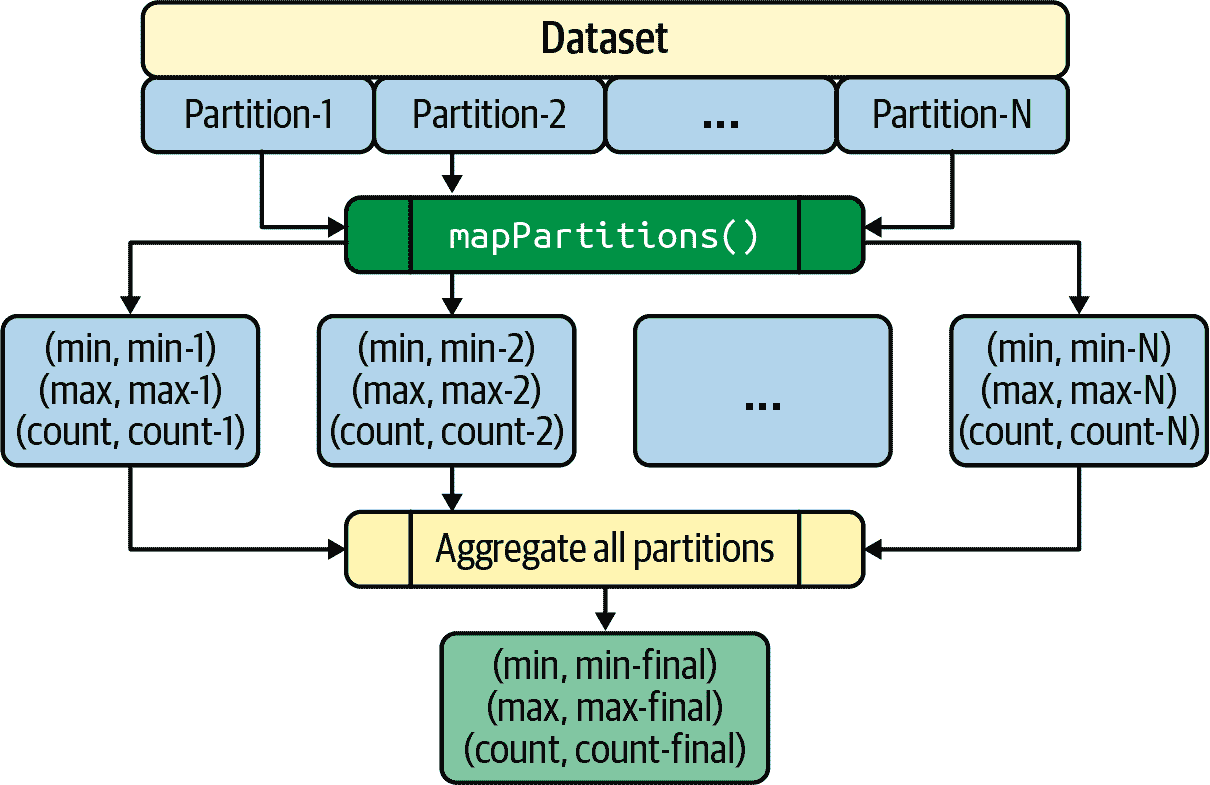 Dataset
Partition-1
Partition-2
...
Partition-N
mapPartitions()
(min, min-1)
(max, max-1)
(count, count-1)
(min, min-2)
(max, max-2)
(count, count-2)
...
(min, min-N)
(max, max-N)
(count, count-N)
Aggregate all partitions
(min, min-final)
(max, max-final)
(count, count-final)